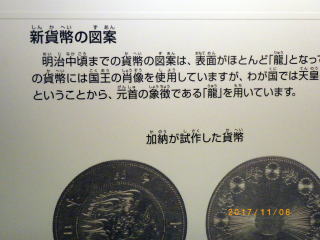 新貨幣の図案
明治中頃までの貨幣の図案は、表面がほとんど「龍」となって
の貨幣には国王の肖像を使用していますが、わが国では天皇
ということから、元首の象徴である「龍」を用いています。
加納が試作した貨幣
2017/11/06